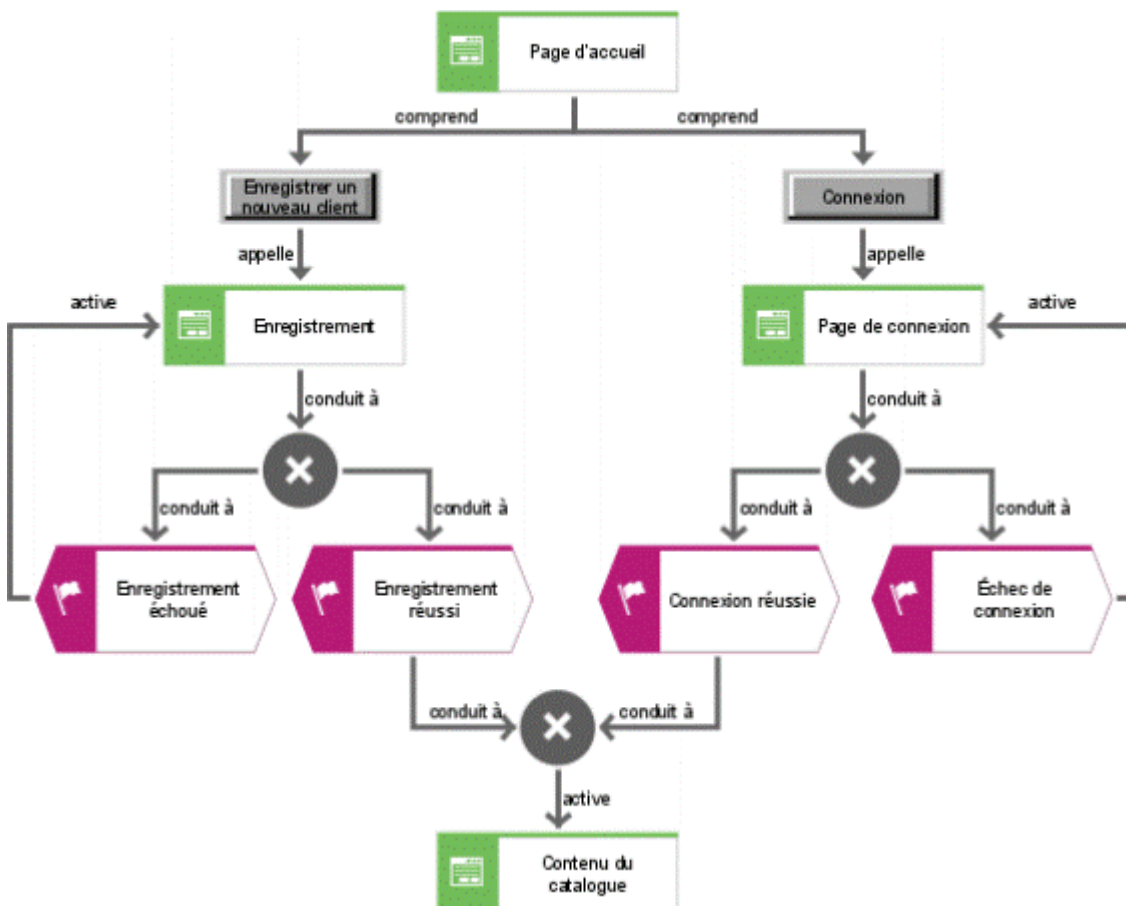 Page d'accueil
comprend
comprend
Enregistrer un
nouveau client
Connexion
appelle
appelle
active
Enregistrement
Page de connexion
active
conduit à
conduit à
conduit à
conduit à
conduit à
conduit à
Enregistrement
échoué
Enregistrement
réussi
Connexion réussie
Échec de
connexion
conduit à
conduit à
active
Contenu du
catalogue